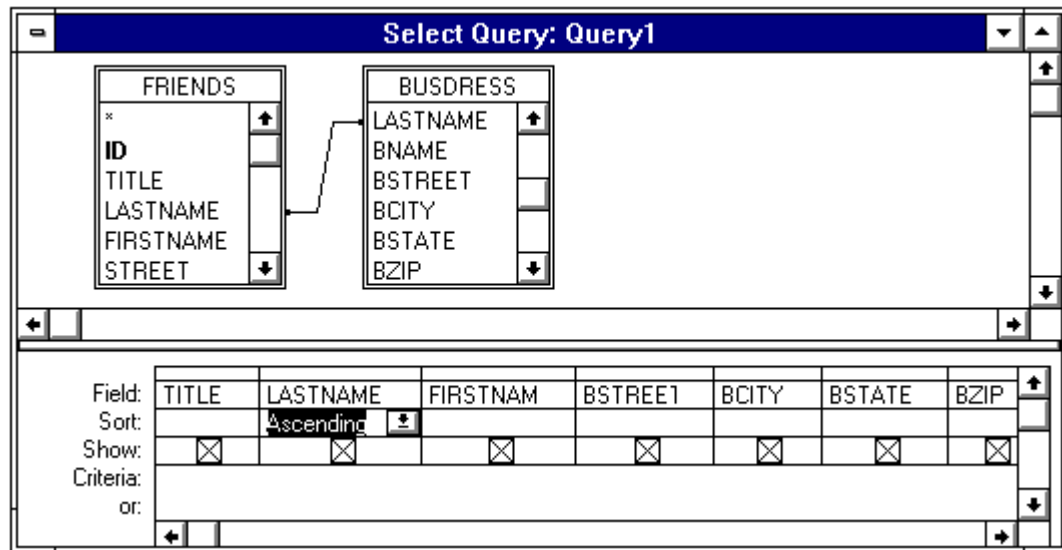 Select Query: Query1
FRIENDS
*
ID
TITLE
LASTNAME
FIRSTNAME
STREET
BUSDRESS
LASTNAME
BNAME
BSTREET
BCITY
BSTATE
BZIP
Field: TITLE LASTNAME FIRSTNAM BSTREET BCITY BSTATE BZIP
Sort: Ascending
Show:
Criteria:
or: